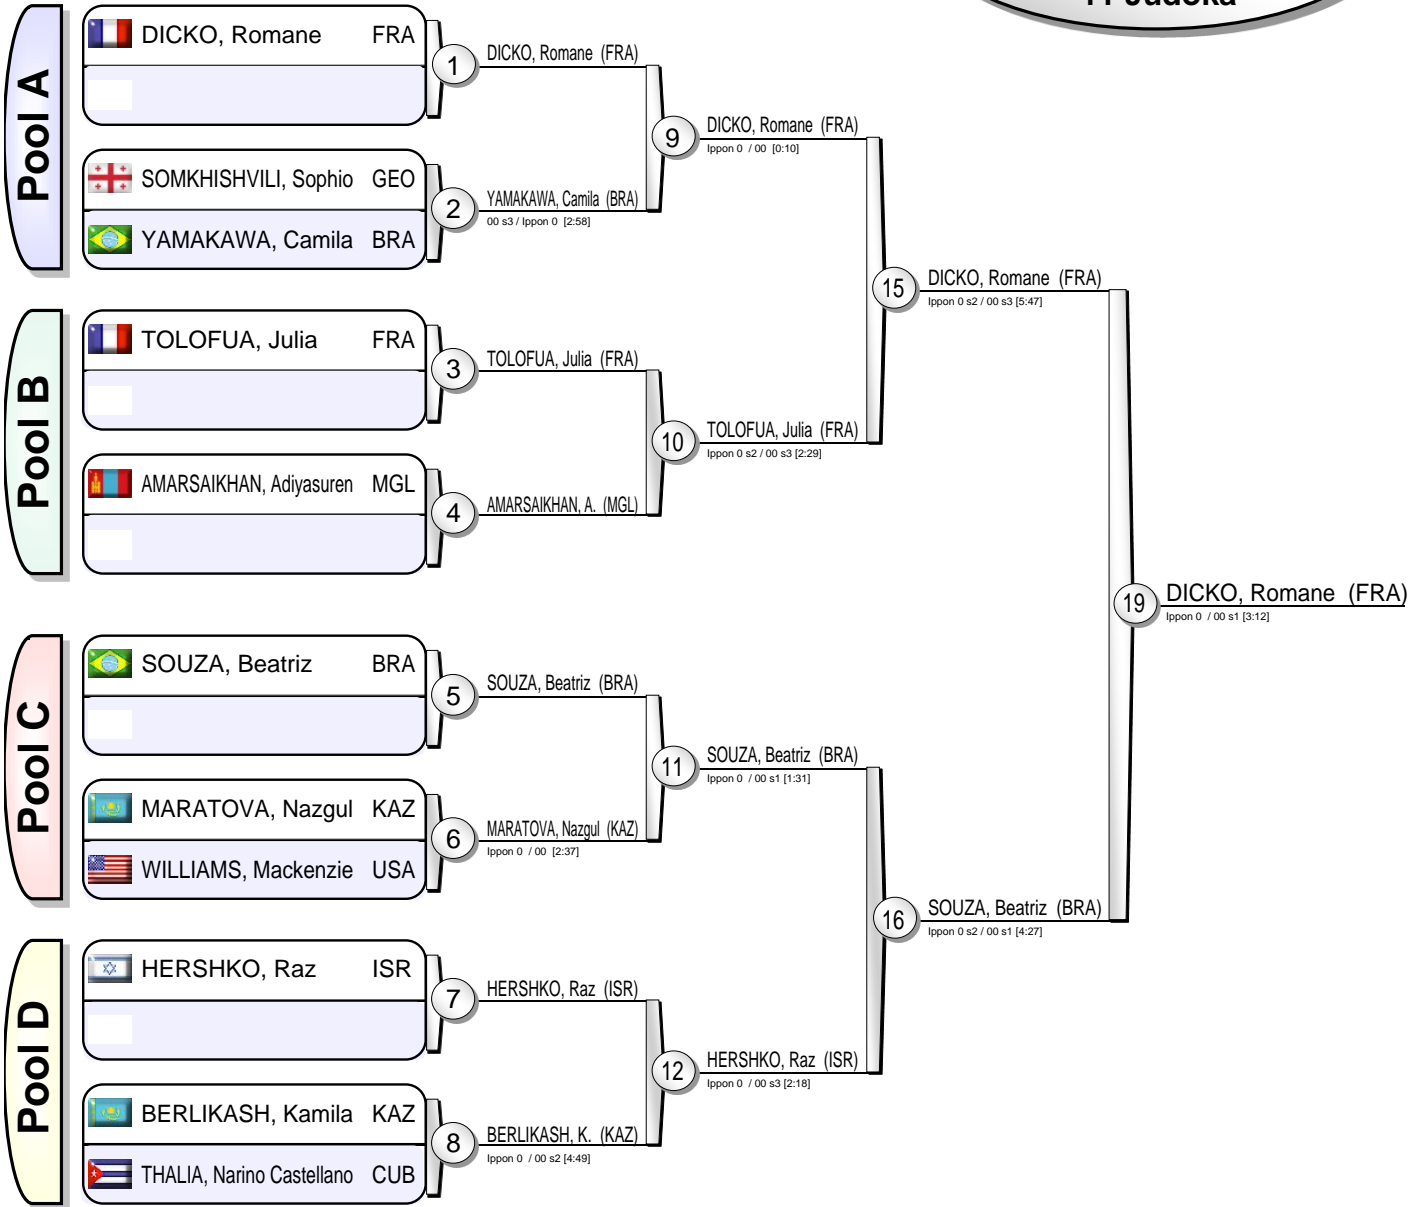 11 Judoka
Pool A
DICKO, Romane FRA
SOMKHISHVILI, Sophio GEO
YAMAKAWA, Camila BRA
1
DICKO, Romane (FRA)
2
YAMAKAWA, Camila (BRA)
00 s3 / Ippon 0 [2:58]
9
DICKO, Romane (FRA)
Ippon 0 / 00 [0:10]
Pool B
TOLOFUA, Julia FRA
AMARSAIKHAN, Adiyasuren MGL
3
TOLOFUA, Julia (FRA)
4
AMARSAIKHAN, A. (MGL)
10
TOLOFUA, Julia (FRA)
Ippon 0 s2 / 00 s3 [2:29]
15
DICKO, Romane (FRA)
Ippon 0 s2 / 00 s3 [5:47]
Pool C
SOUZA, Beatriz BRA
MARATOVA, Nazgul KAZ
WILLIAMS, Mackenzie USA
5
SOUZA, Beatriz (BRA)
6
MARATOVA, Nazgul (KAZ)
Ippon 0 / 00 [2:37]
11
SOUZA, Beatriz (BRA)
Ippon 0 / 00 s1 [1:31]
Pool D
HERSHKO, Raz ISR
BERLIKASH, Kamila KAZ
THALIA, Narino Castellano CUB
7
HERSHKO, Raz (ISR)
8
BERLIKASH, K. (KAZ)
Ippon 0 / 00 s2 [4:49]
12
HERSHKO, Raz (ISR)
Ippon 0 / 00 s3 [2:18]
16
SOUZA, Beatriz (BRA)
Ippon 0 s2 / 00 s1 [4:27]
19
DICKO, Romane (FRA)
Ippon 0 / 00 s1 [3:12]